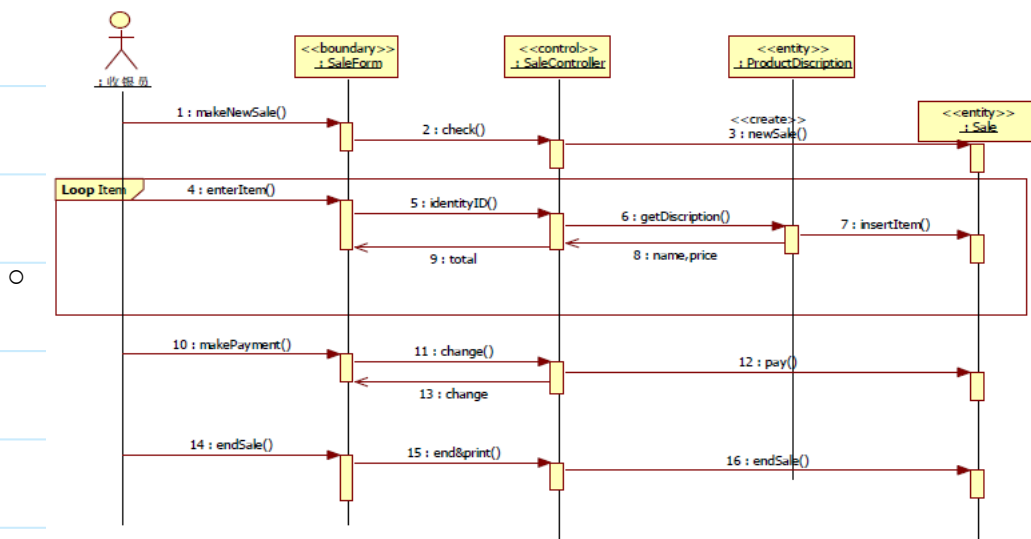 <<boundary>>
: SaleForm
<<control>>
: SaleController
<<entity>>
: ProductDiscription
: 收银员
<<entity>>
: Sale
1 : makeNewSale()
2 : check()
<<create>>
3 : newSale()
Loop Item
4 : enterItem()
5 : identityID()
6 : getDiscription()
7 : insertItem()
8 : name,price
9 : total
10 : makePayment()
11 : change()
12 : pay()
13 : change
14 : endSale()
15 : end&print()
16 : endSale()